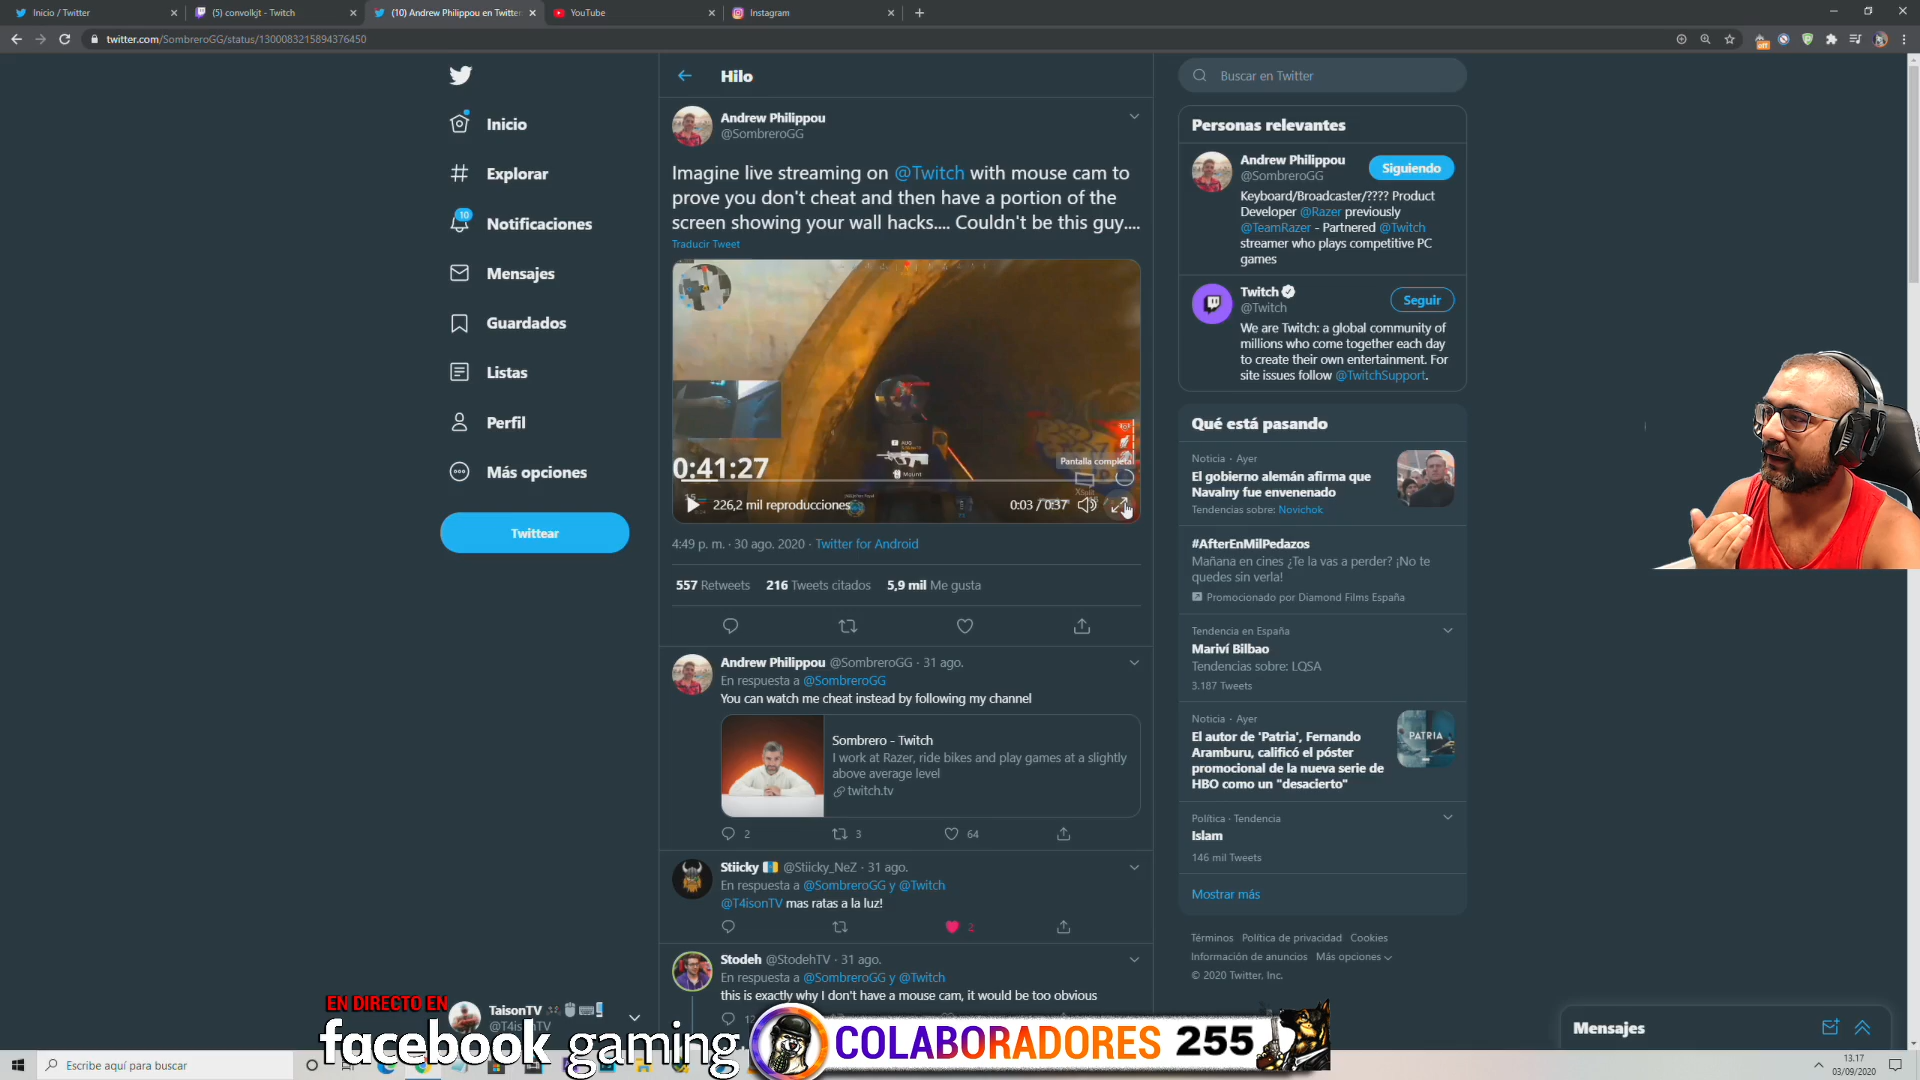 Inicio / Twitter
(5) convolkjt - Twitch
(10) Andrew Philippou en Twitter
YouTube
Instagram
twitter.com/SombreroGG/status/1300083215894376450
Inicio
Explorar
10
Notificaciones
Mensajes
Guardados
Listas
Perfil
Más opciones
Twittear
Hilo
Andrew Philippou
@SombreroGG
Imagine live streaming on @Twitch with mouse cam to
prove you don't cheat and then have a portion of the
screen showing your wall hacks.... Couldn't be this guy....
Traducir Tweet
AUG
Mount
0:41:27
Pantalla completa
226,2 mil reproducciones
0:03 / 0:37
4:49 p. m. · 30 ago. 2020 · Twitter for Android
557 Retweets 216 Tweets citados 5,9 mil Me gusta
Andrew Philippou @SombreroGG · 31 ago.
En respuesta a @SombreroGG
You can watch me cheat instead by following my channel
Sombrero - Twitch
I work at Razer, ride bikes and play games at a slightly
above average level
twitch.tv
2 3 64
Stiicky @Stiicky_NeZ · 31 ago.
En respuesta a @SombreroGG y @Twitch
@T4isonTV mas ratas a la luz!
2
Stodeh @StodehTV · 31 ago.
En respuesta a @SombreroGG y @Twitch
this is exactly why I don't have a mouse cam, it would be too obvious
Buscar en Twitter
Personas relevantes
Andrew Philippou
@SombreroGG
Siguiendo
Keyboard/Broadcaster/???? Product
Developer @Razer previously
@TeamRazer - Partnered @Twitch
streamer who plays competitive PC
games
Twitch
@Twitch
Seguir
We are Twitch: a global community of
millions who come together each day
to create their own entertainment. For
site issues follow @TwitchSupport.
Qué está pasando
Noticia · Ayer
El gobierno alemán afirma que
Navalny fue envenenado
Tendencias sobre: Novichok
#AfterEnMilPedazos
Mañana en cines ¿Te la vas a perder? ¡No te
quedes sin verla!
Promocionado por Diamond Films España
Tendencia en España
Mariví Bilbao
Tendencias sobre: LQSA
3.187 Tweets
Noticia · Ayer
El autor de 'Patria', Fernando
Aramburu, calificó el póster
promocional de la nueva serie de
HBO como un "desacierto"
PATRIA
Política · Tendencia
Islam
146 mil Tweets
Mostrar más
Términos Política de privacidad Cookies
Información de anuncios Más opciones
© 2020 Twitter, Inc.
EN DIRECTO EN
TaisonTV
facebook gaming
COLABORADORES 255
Mensajes
Escribe aquí para buscar
13.17
03/09/2020